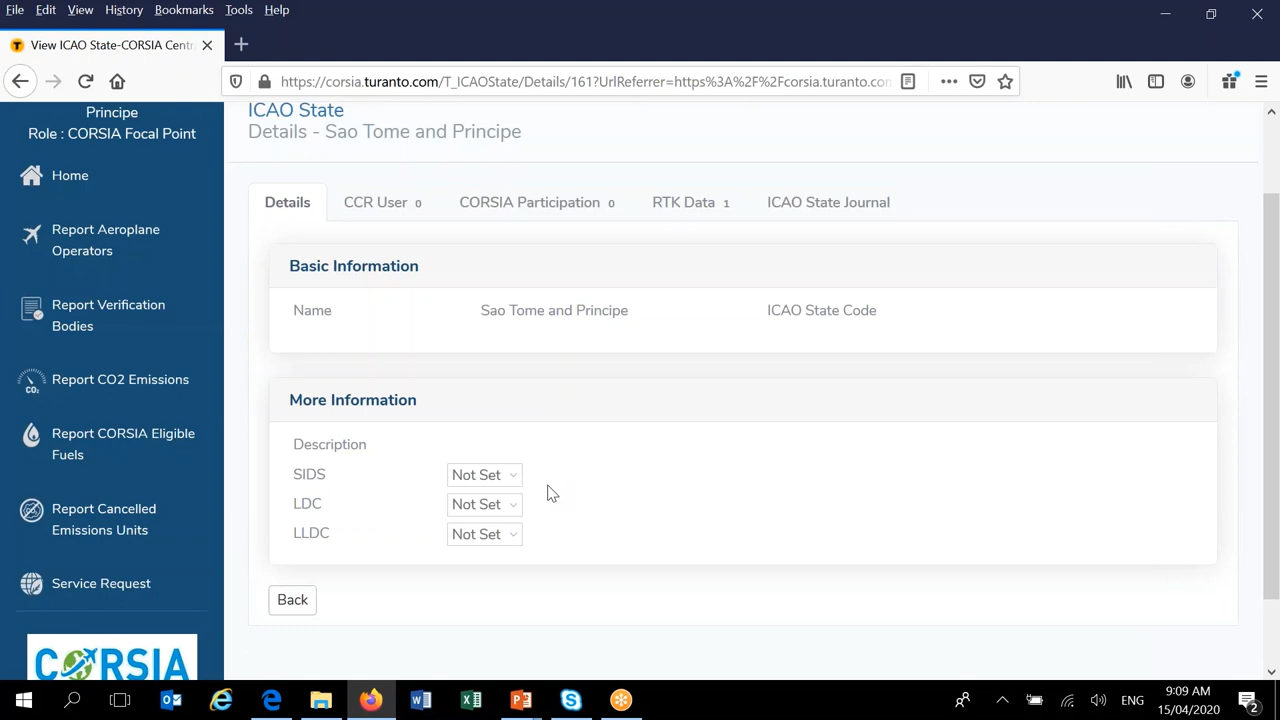 File Edit View History Bookmarks Tools Help
View ICAO State-CORSIA Centr
https://corsia.turanto.com/T_ICAOState/Details/161?UrlReferrer=https%3A%2F%2Fcorsia.turanto.com
Principe
Role : CORSIA Focal Point
Home
Report Aeroplane
Operators
Report Verification
Bodies
CO2
Report CO2 Emissions
Report CORSIA Eligible
Fuels
Report Cancelled
Emissions Units
Service Request
CORSIA
ICAO State
Details - Sao Tome and Principe
Details CCR User 0 CORSIA Participation 0 RTK Data 1 ICAO State Journal
Basic Information
Name Sao Tome and Principe ICAO State Code
More Information
Description
SIDS Not Set
LDC Not Set
LLDC Not Set
Back
ENG
9:09 AM
15/04/2020
2